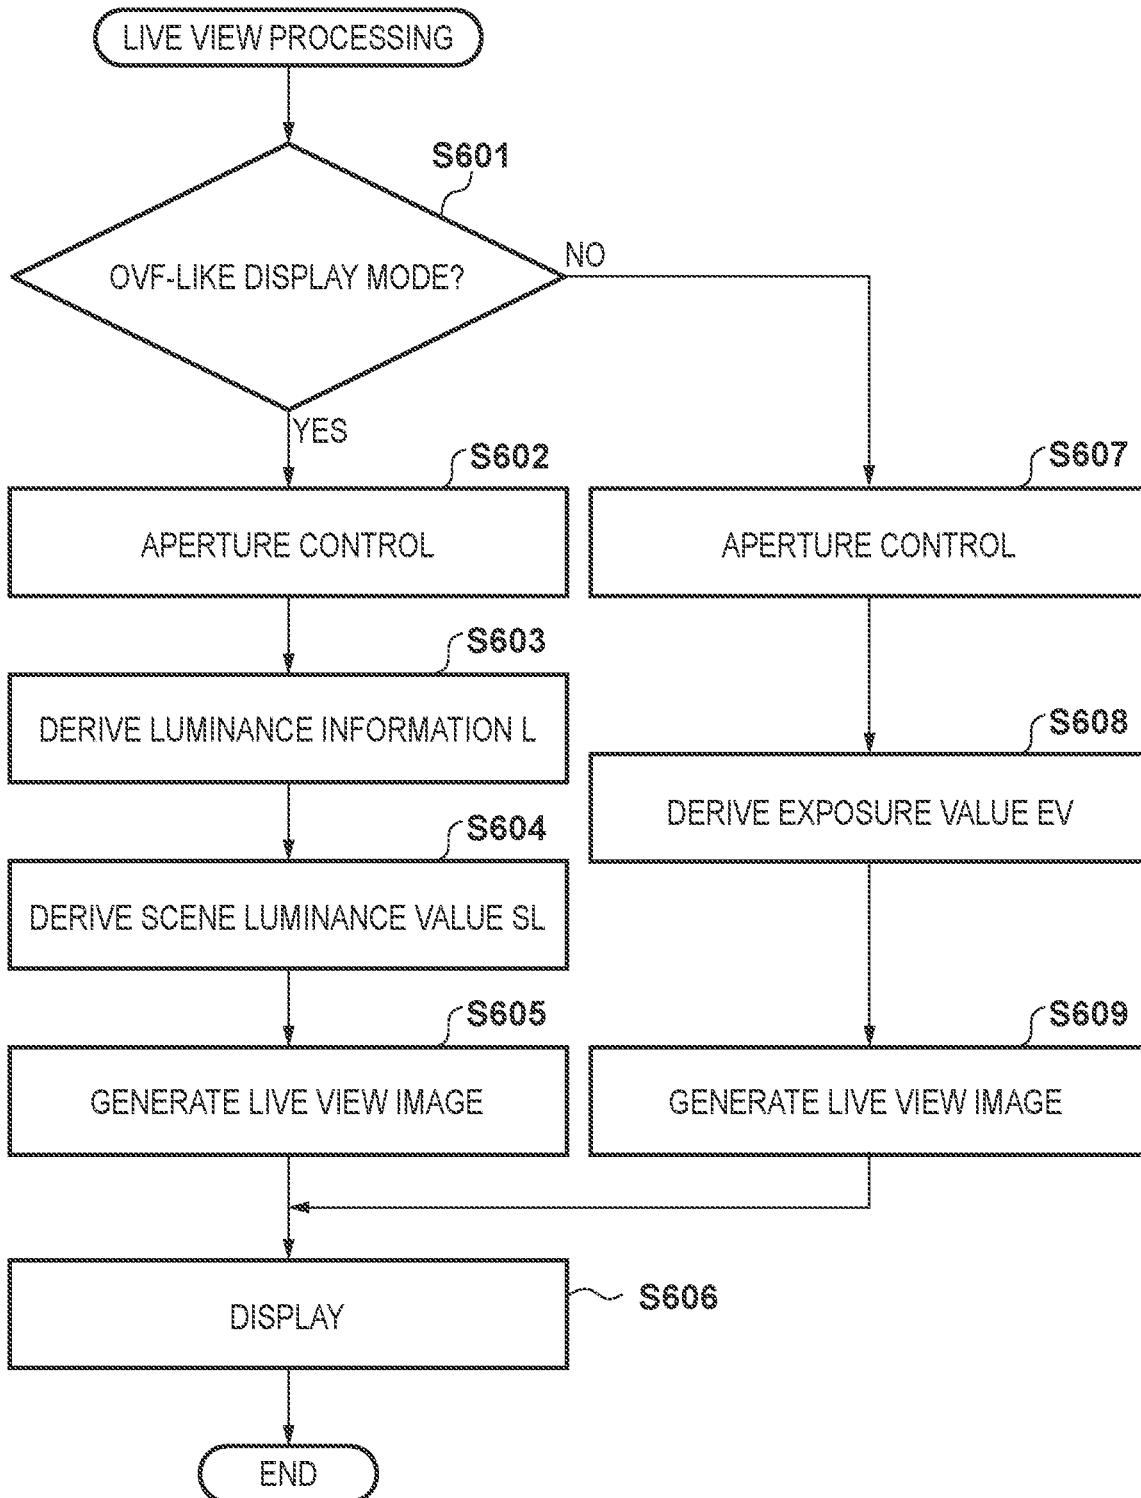 LIVE VIEW PROCESSING
S601
OVF-LIKE DISPLAY MODE?
NO
YES
S602
APERTURE CONTROL
S607
APERTURE CONTROL
S603
DERIVE LUMINANCE INFORMATION L
S608
DERIVE EXPOSURE VALUE EV
S604
DERIVE SCENE LUMINANCE VALUE SL
S605
GENERATE LIVE VIEW IMAGE
S609
GENERATE LIVE VIEW IMAGE
S606
DISPLAY
END